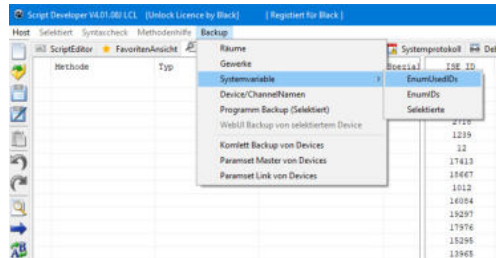 Script Developer V4.01.08J LCL (Unlock Licence by Black) [ Registiert für Black ]
Host Selektiert Syntaxcheck Methodenhilfe Backup
ScriptEditor FavoritenAnsicht Systemprotokoll
Methode Typ Spezial ISE ID
Räume
Gewerke
Systemvariable
Device/ChannelNamen
Programm Backup (Selektiert)
WebUI Backup von selektiertem Device
Komlett Backup von Devices
Paramset Master von Devices
Paramset Link von Devices
EnumUsedIDs
EnumIDs
Selektierte
1239
12
17413
18667
1012
16084
19297
17976
15295
13965